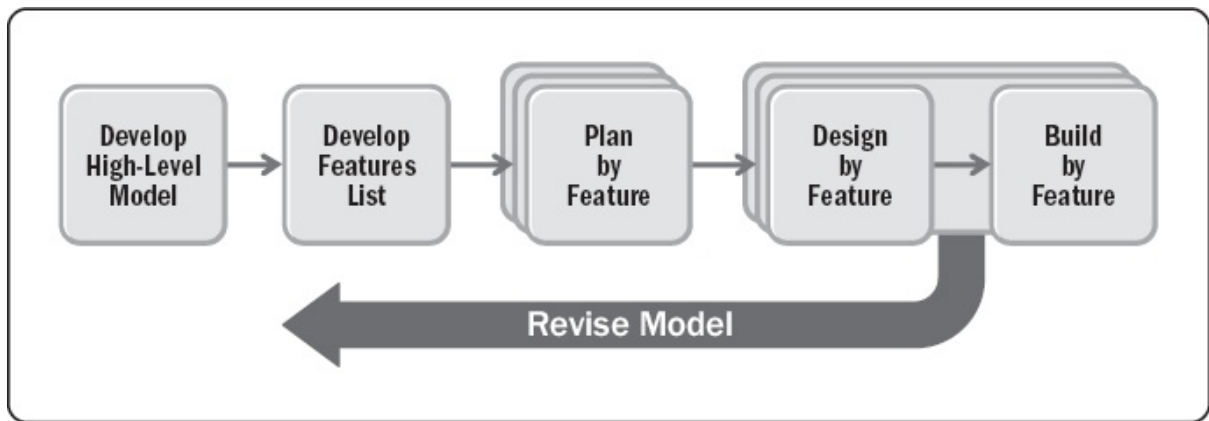 Develop
High-Level
Model
Develop
Features
List
Plan
by
Feature
Design
by
Feature
Build
by
Feature
Revise Model